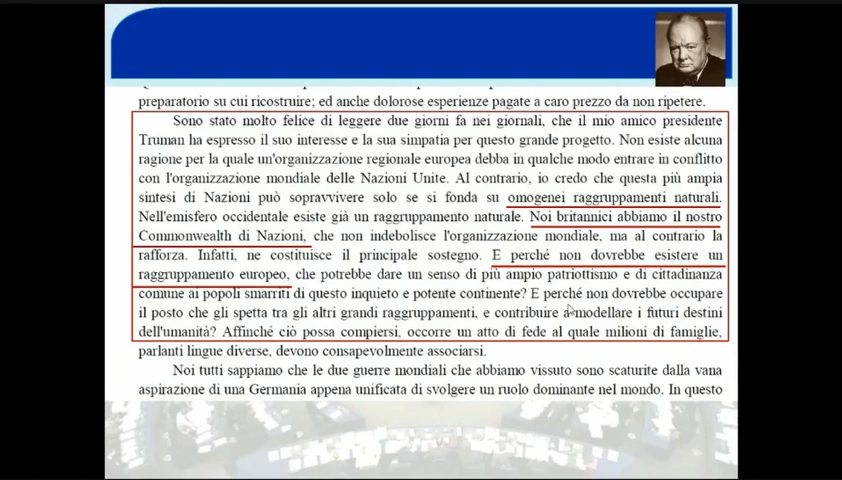 preparatorio su cui ricostruire; ed anche dolorose esperienze pagate a caro prezzo da non ripetere.
Sono stato molto felice di leggere due giorni fa nei giornali, che il mio amico presidente
Truman ha espresso il suo interesse e la sua simpatia per questo grande progetto. Non esiste alcuna
ragione per la quale un'organizzazione regionale europea debba in qualche modo entrare in conflitto
con l'organizzazione mondiale delle Nazioni Unite. Al contrario, io credo che questa più ampia
sintesi di Nazioni può sopravvivere solo se si fonda su omogenei raggruppamenti naturali.
Nell'emisfero occidentale esiste già un raggruppamento naturale. Noi britannici abbiamo il nostro
Commonwealth di Nazioni, che non indebolisce l'organizzazione mondiale, ma al contrario la
rafforza. Infatti, ne costituisce il principale sostegno. E perché non dovrebbe esistere un
raggruppamento europeo, che potrebbe dare un senso di più ampio patriottismo e di cittadinanza
comune ai popoli smarriti di questo inquieto e potente continente? E perché non dovrebbe occupare
il posto che gli spetta tra gli altri grandi raggruppamenti, e contribuire a modellare i futuri destini
dell'umanità? Affinché ciò possa compiersi, occorre un atto di fede al quale milioni di famiglie,
parlanti lingue diverse, devono consapevolmente associarsi.
Noi tutti sappiamo che le due guerre mondiali che abbiamo vissuto sono scaturite dalla vana
aspirazione di una Germania appena unificata di svolgere un ruolo dominante nel mondo. In questo